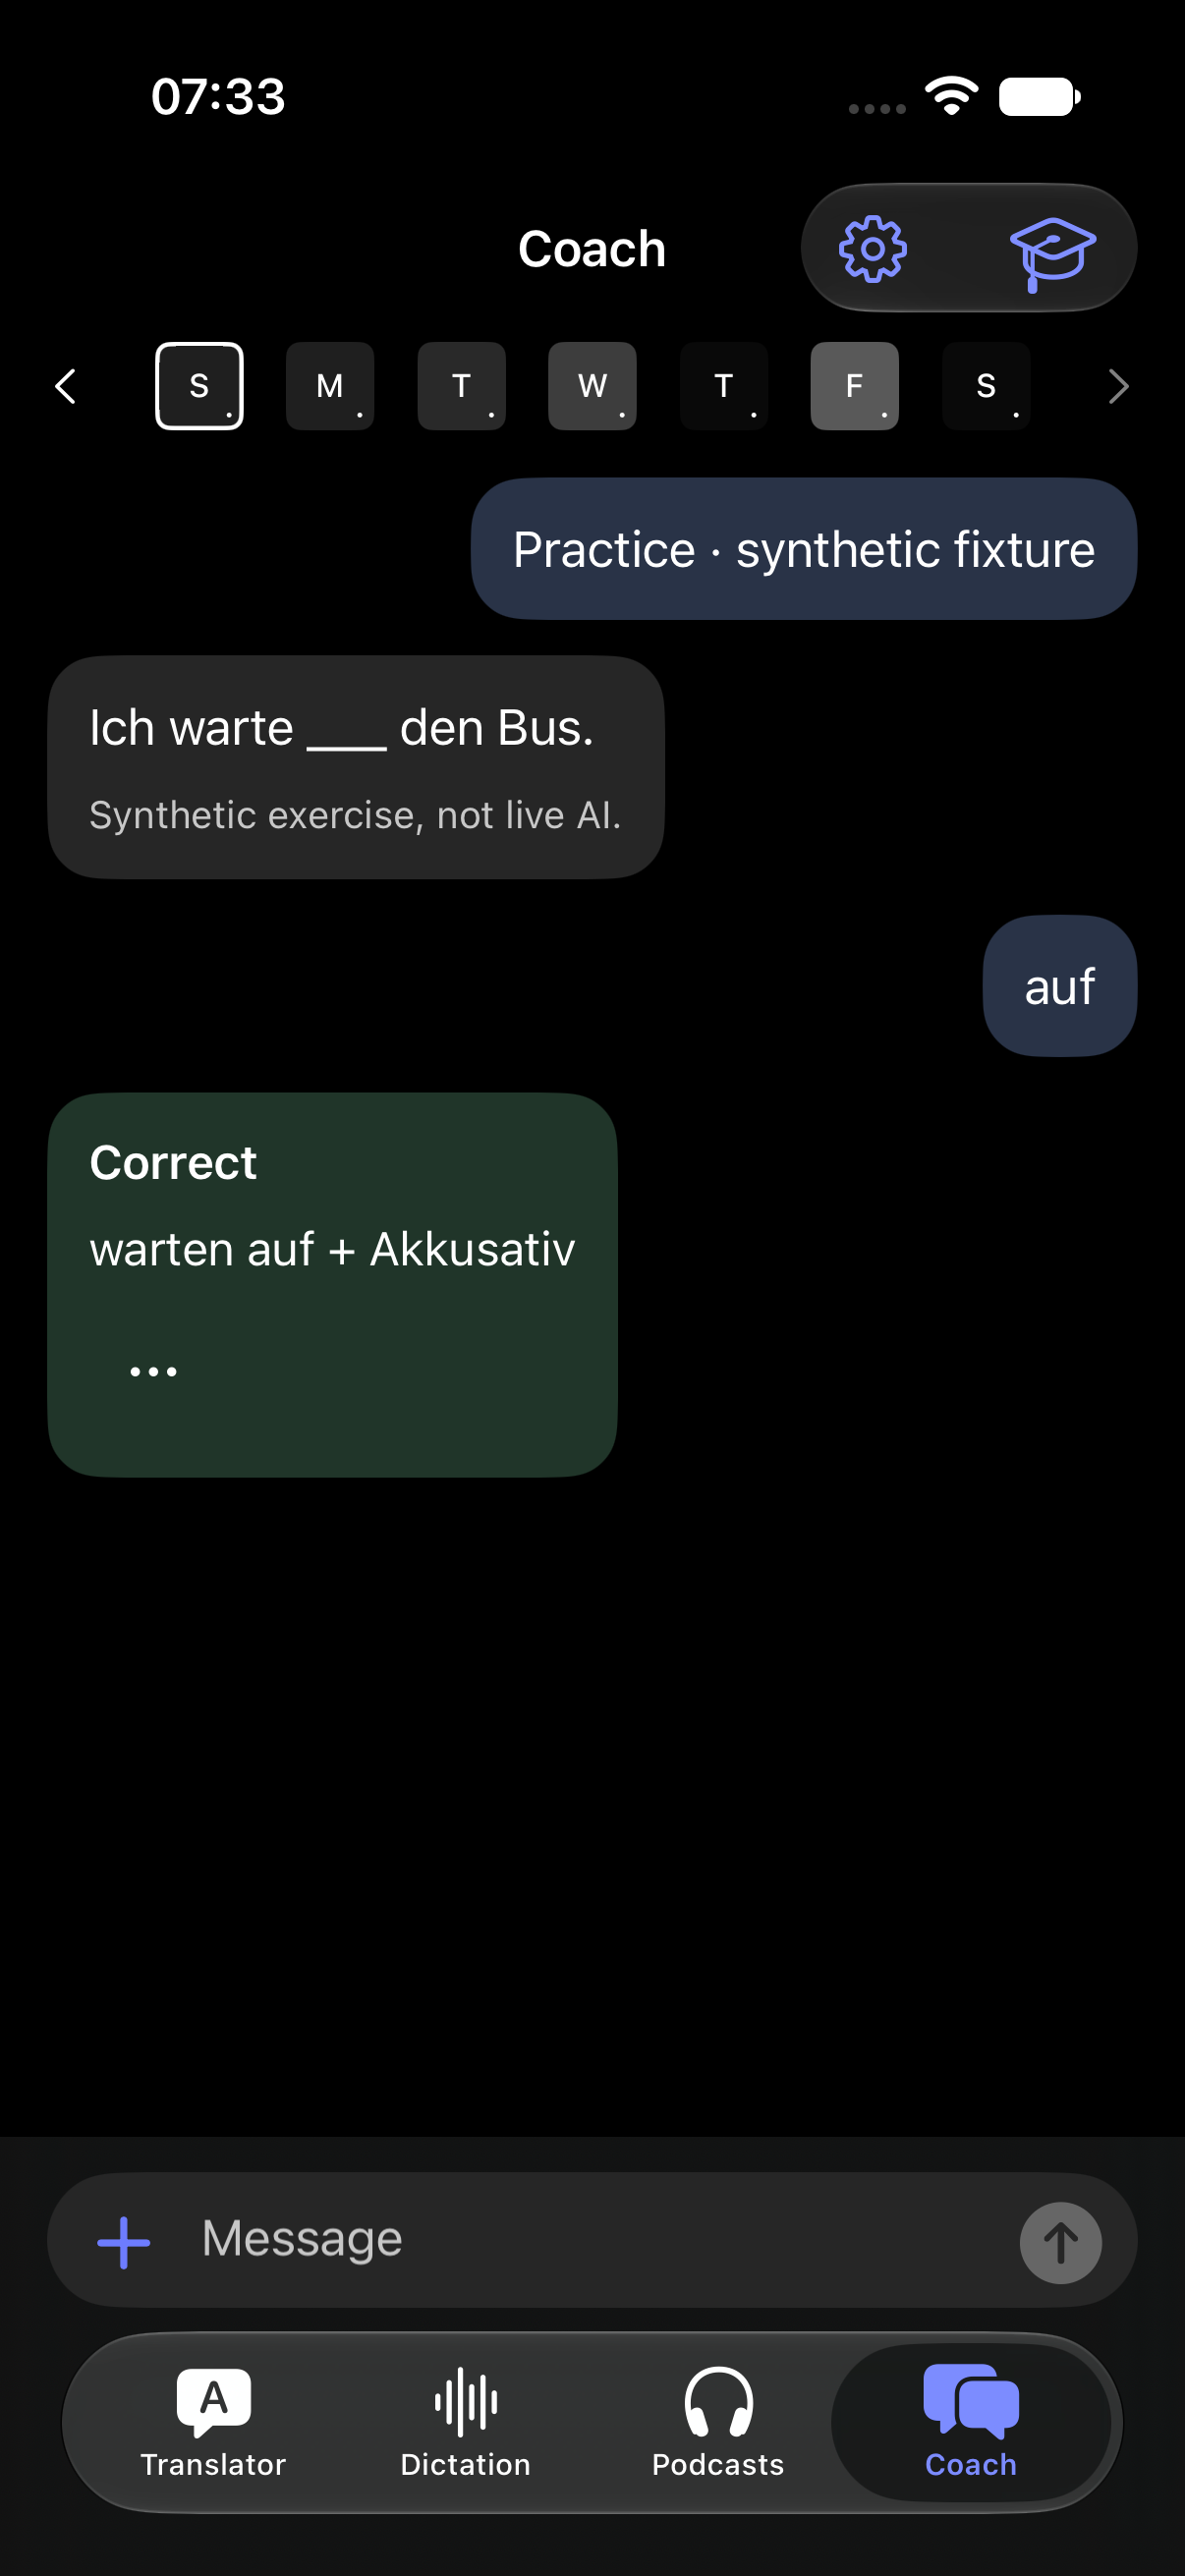 07:33
Coach
S M T W T F S
Practice · synthetic fixture
Ich warte ___ den Bus.
Synthetic exercise, not live AI.
auf
Correct
warten auf + Akkusativ
...
Message
A
Translator Dictation Podcasts Coach